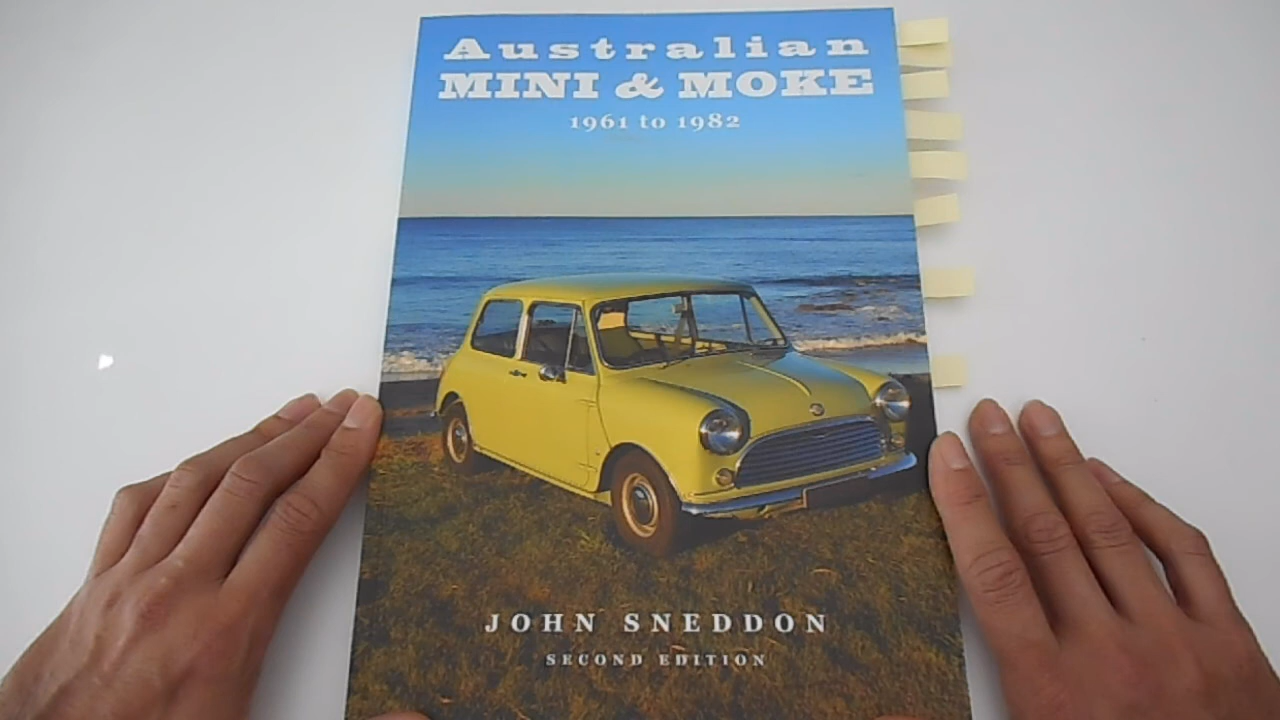 Australian
MINI & MOKE
1961 to 1982
JOHN SNEDDON
SECOND EDITION